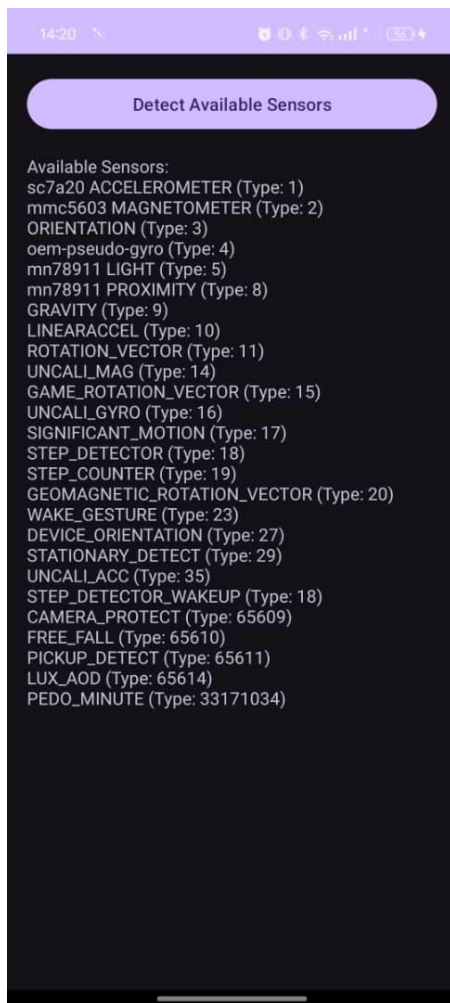 14:20
56
Detect Available Sensors
Available Sensors:
sc7a20 ACCELEROMETER (Type: 1)
mmc5603 MAGNETOMETER (Type: 2)
ORIENTATION (Type: 3)
oem-pseudo-gyro (Type: 4)
mn78911 LIGHT (Type: 5)
mn78911 PROXIMITY (Type: 8)
GRAVITY (Type: 9)
LINEARACCEL (Type: 10)
ROTATION_VECTOR (Type: 11)
UNCALI_MAG (Type: 14)
GAME_ROTATION_VECTOR (Type: 15)
UNCALI_GYRO (Type: 16)
SIGNIFICANT_MOTION (Type: 17)
STEP_DETECTOR (Type: 18)
STEP_COUNTER (Type: 19)
GEOMAGNETIC_ROTATION_VECTOR (Type: 20)
WAKE_GESTURE (Type: 23)
DEVICE_ORIENTATION (Type: 27)
STATIONARY_DETECT (Type: 29)
UNCALI_ACC (Type: 35)
STEP_DETECTOR_WAKEUP (Type: 18)
CAMERA_PROTECT (Type: 65609)
FREE_FALL (Type: 65610)
PICKUP_DETECT (Type: 65611)
LUX_AOD (Type: 65614)
PEDO_MINUTE (Type: 33171034)